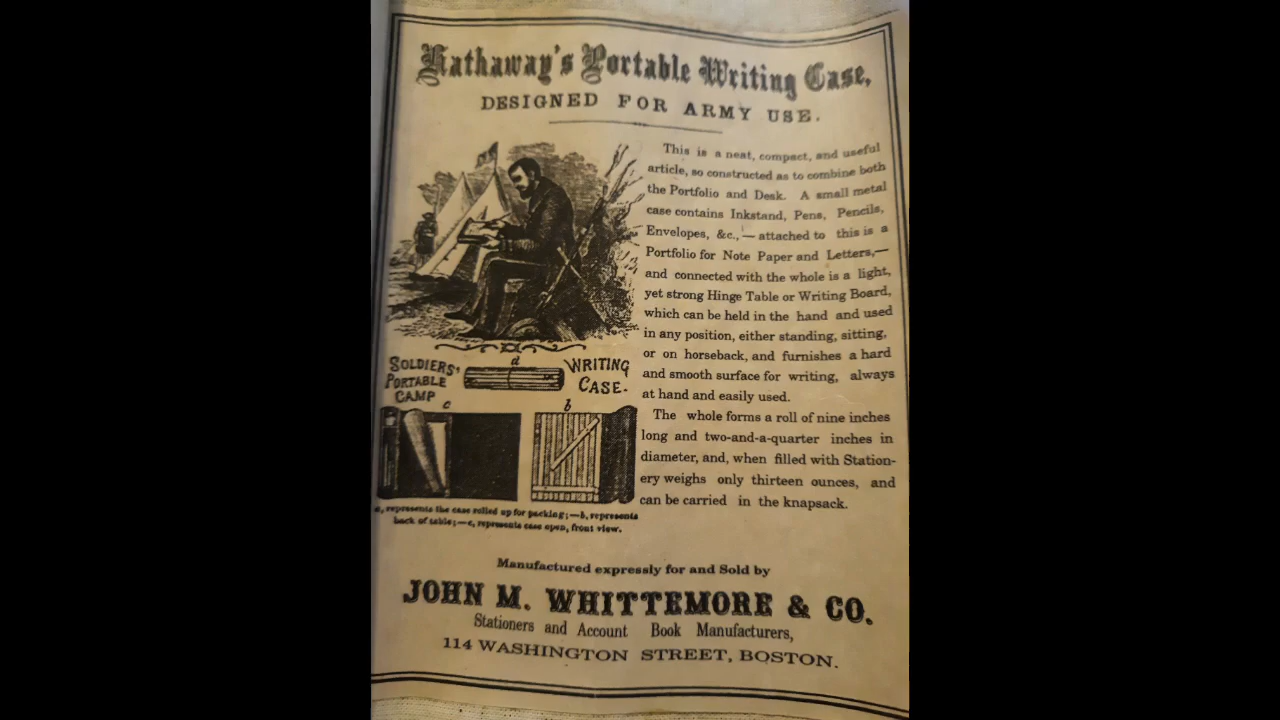 Hathaway's Portable Writing Case,
DESIGNED FOR ARMY USE.
This is a neat, compact, and useful
article, so constructed as to combine both
the Portfolio and Desk. A small metal
case contains Inkstand, Pens, Pencils,
Envelopes, &c., — attached to this is a
Portfolio for Note Paper and Letters,—
and connected with the whole is a light,
yet strong Hinge Table or Writing Board,
which can be held in the hand and used
in any position, either standing, sitting,
or on horseback, and furnishes a hard
and smooth surface for writing, always
at hand and easily used.
The whole forms a roll of nine inches
long and two-and-a-quarter inches in
diameter, and, when filled with Station-
ery weighs only thirteen ounces, and
can be carried in the knapsack.
SOLDIERS' PORTABLE CAMP
a
WRITING CASE.
c
b
a, represents the case rolled up for packing;—b, represents
back of table;—c, represents case open, front view.
Manufactured expressly for and Sold by
JOHN M. WHITTEMORE & CO.
Stationers and Account Book Manufacturers,
114 WASHINGTON STREET, BOSTON.